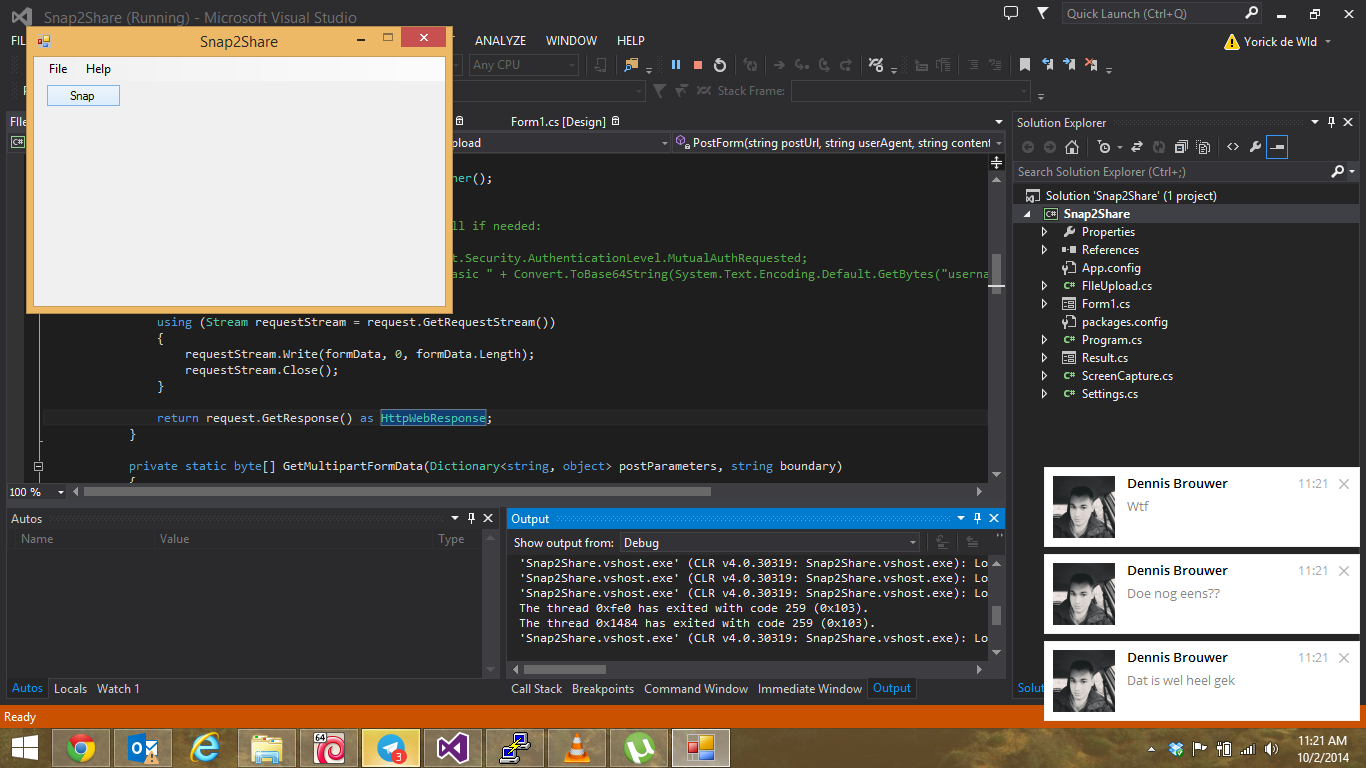 Snap2Share (Running) - Microsoft Visual Studio
Quick Launch (Ctrl+Q)
ANALYZE WINDOW HELP
Yorick de Wld
Snap2Share
File Help
Snap
Any CPU
Stack Frame:
Form1.cs [Design]
PostForm(string postUrl, string userAgent, string content
ner();
ll if needed:
t.Security.AuthenticationLevel.MutualAuthRequested;
asic " + Convert.ToBase64String(System.Text.Encoding.Default.GetBytes("userna
using (Stream requestStream = request.GetRequestStream())
{
requestStream.Write(formData, 0, formData.Length);
requestStream.Close();
}
return request.GetResponse() as HttpWebResponse;
}
private static byte[] GetMultipartFormData(Dictionary<string, object> postParameters, string boundary)
{
100 %
Solution Explorer
Search Solution Explorer (Ctrl+;)
Solution 'Snap2Share' (1 project)
Snap2Share
Properties
References
App.config
FIleUpload.cs
Form1.cs
packages.config
Program.cs
Result.cs
ScreenCapture.cs
Settings.cs
Autos
Name Value Type
Autos Locals Watch 1
Output
Show output from: Debug
'Snap2Share.vshost.exe' (CLR v4.0.30319: Snap2Share.vshost.exe): Lo
'Snap2Share.vshost.exe' (CLR v4.0.30319: Snap2Share.vshost.exe): Lo
'Snap2Share.vshost.exe' (CLR v4.0.30319: Snap2Share.vshost.exe): Lo
The thread 0xfe0 has exited with code 259 (0x103).
The thread 0x1484 has exited with code 259 (0x103).
'Snap2Share.vshost.exe' (CLR v4.0.30319: Snap2Share.vshost.exe): Lo
Call Stack Breakpoints Command Window Immediate Window Output
Dennis Brouwer 11:21
Wtf
Dennis Brouwer 11:21
Doe nog eens??
Dennis Brouwer 11:21
Dat is wel heel gek
Ready
64
3
11:21 AM
10/2/2014